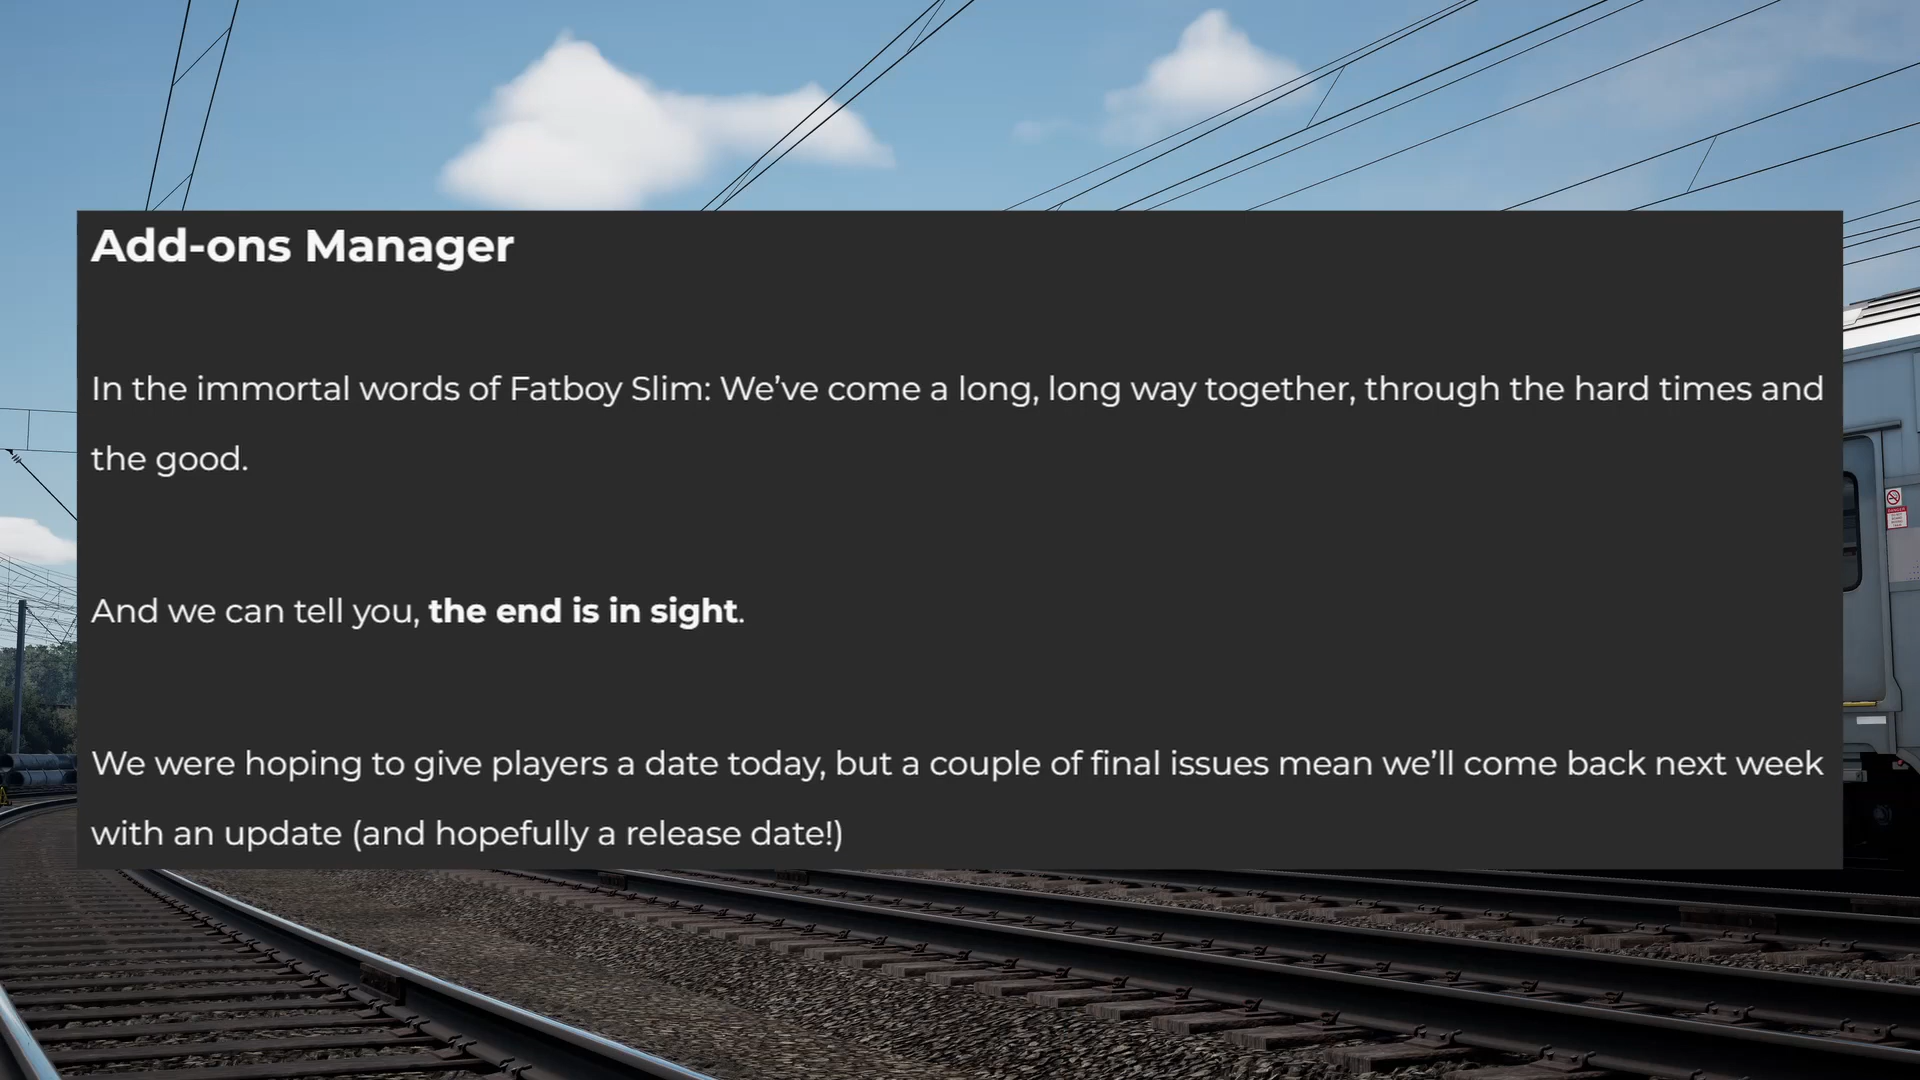 Add-ons Manager
In the immortal words of Fatboy Slim: We’ve come a long, long way together, through the hard times and
the good.
And we can tell you, the end is in sight.
We were hoping to give players a date today, but a couple of final issues mean we’ll come back next week
with an update (and hopefully a release date!)